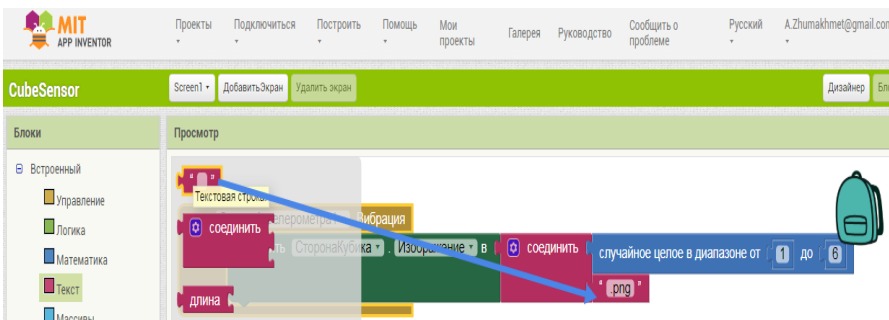 MIT
APP INVENTOR
Проекты
Подключиться
Построить
Помощь
Мои
проекты
Галерея
Руководство
Сообщить о
проблеме
Русский
A.Zhumakhmet@gmail.com
CubeSensor
Screen1
ДобавитьЭкран
Удалить экран
Дизайнер
Блоки
Просмотр
Встроенный
Управление
Логика
Математика
Текст
Массивы
" "
Текстовая строка
Вибрация
соединить
СторонаКубика . Изображение в
соединить
случайное целое в диапазоне от 1 до 6
" .png "
длина